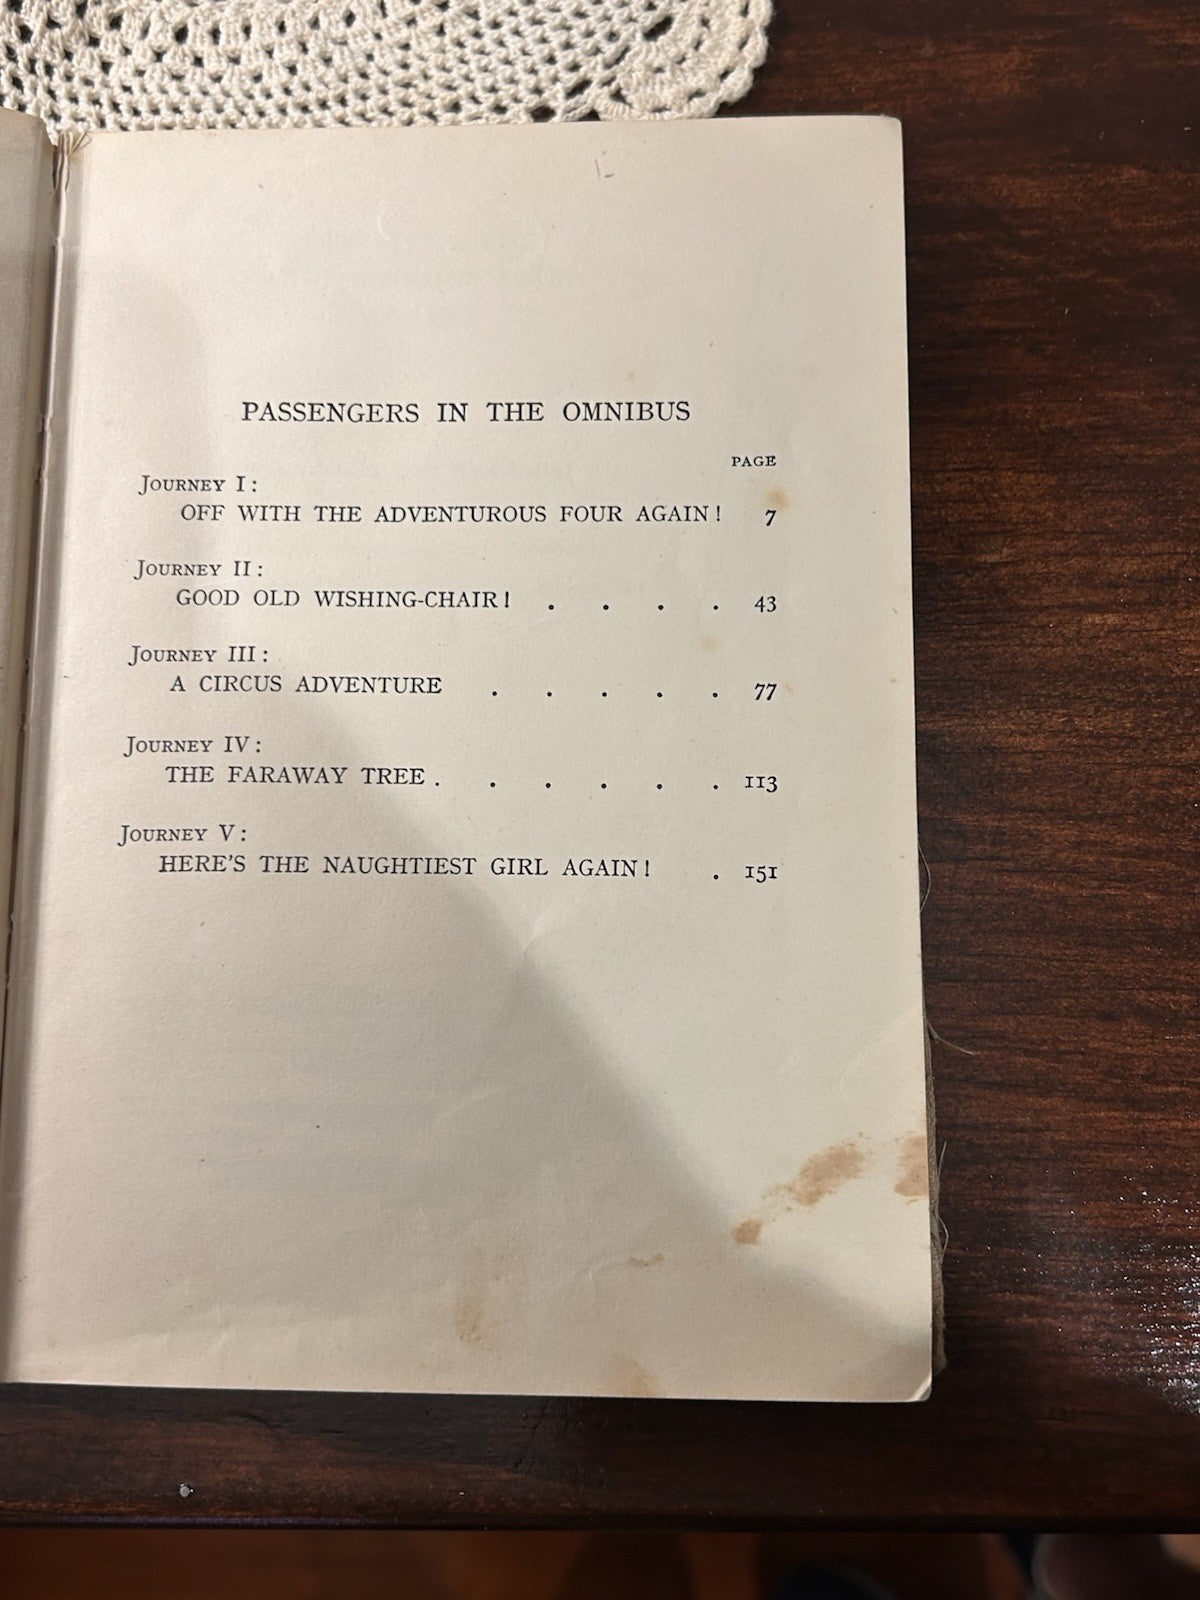 PASSENGERS IN THE OMNIBUS
PAGE
JOURNEY I:
OFF WITH THE ADVENTUROUS FOUR AGAIN! 7
JOURNEY II:
GOOD OLD WISHING-CHAIR! . . . . 43
JOURNEY III:
A CIRCUS ADVENTURE . . . . . 77
JOURNEY IV:
THE FARAWAY TREE . . . . . . 113
JOURNEY V:
HERE'S THE NAUGHTIEST GIRL AGAIN! . 151